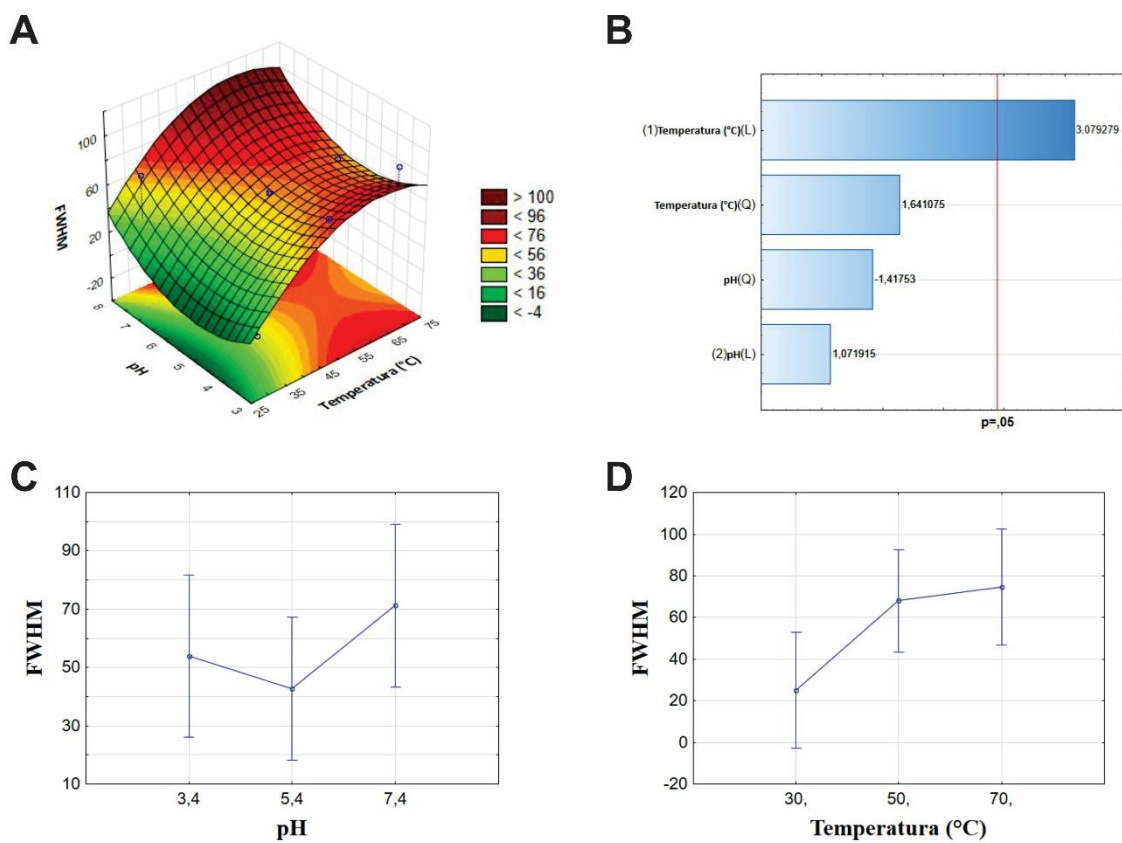 A
FWHM
100
60
20
-20
8
7
6
5
4
3
pH
25
35
45
55
65
75
Temperatura (°C)
> 100
< 96
< 76
< 56
< 36
< 16
< -4
B
(1)Temperatura (°C)(L)
3,079279
Temperatura (°C)(Q)
1,641075
pH(Q)
-1,41753
(2)pH(L)
1,071915
p=,05
C
FWHM
110
90
70
50
30
10
3,4 5,4 7,4
pH
D
FWHM
120
100
80
60
40
20
0
-20
30, 50, 70,
Temperatura (°C)